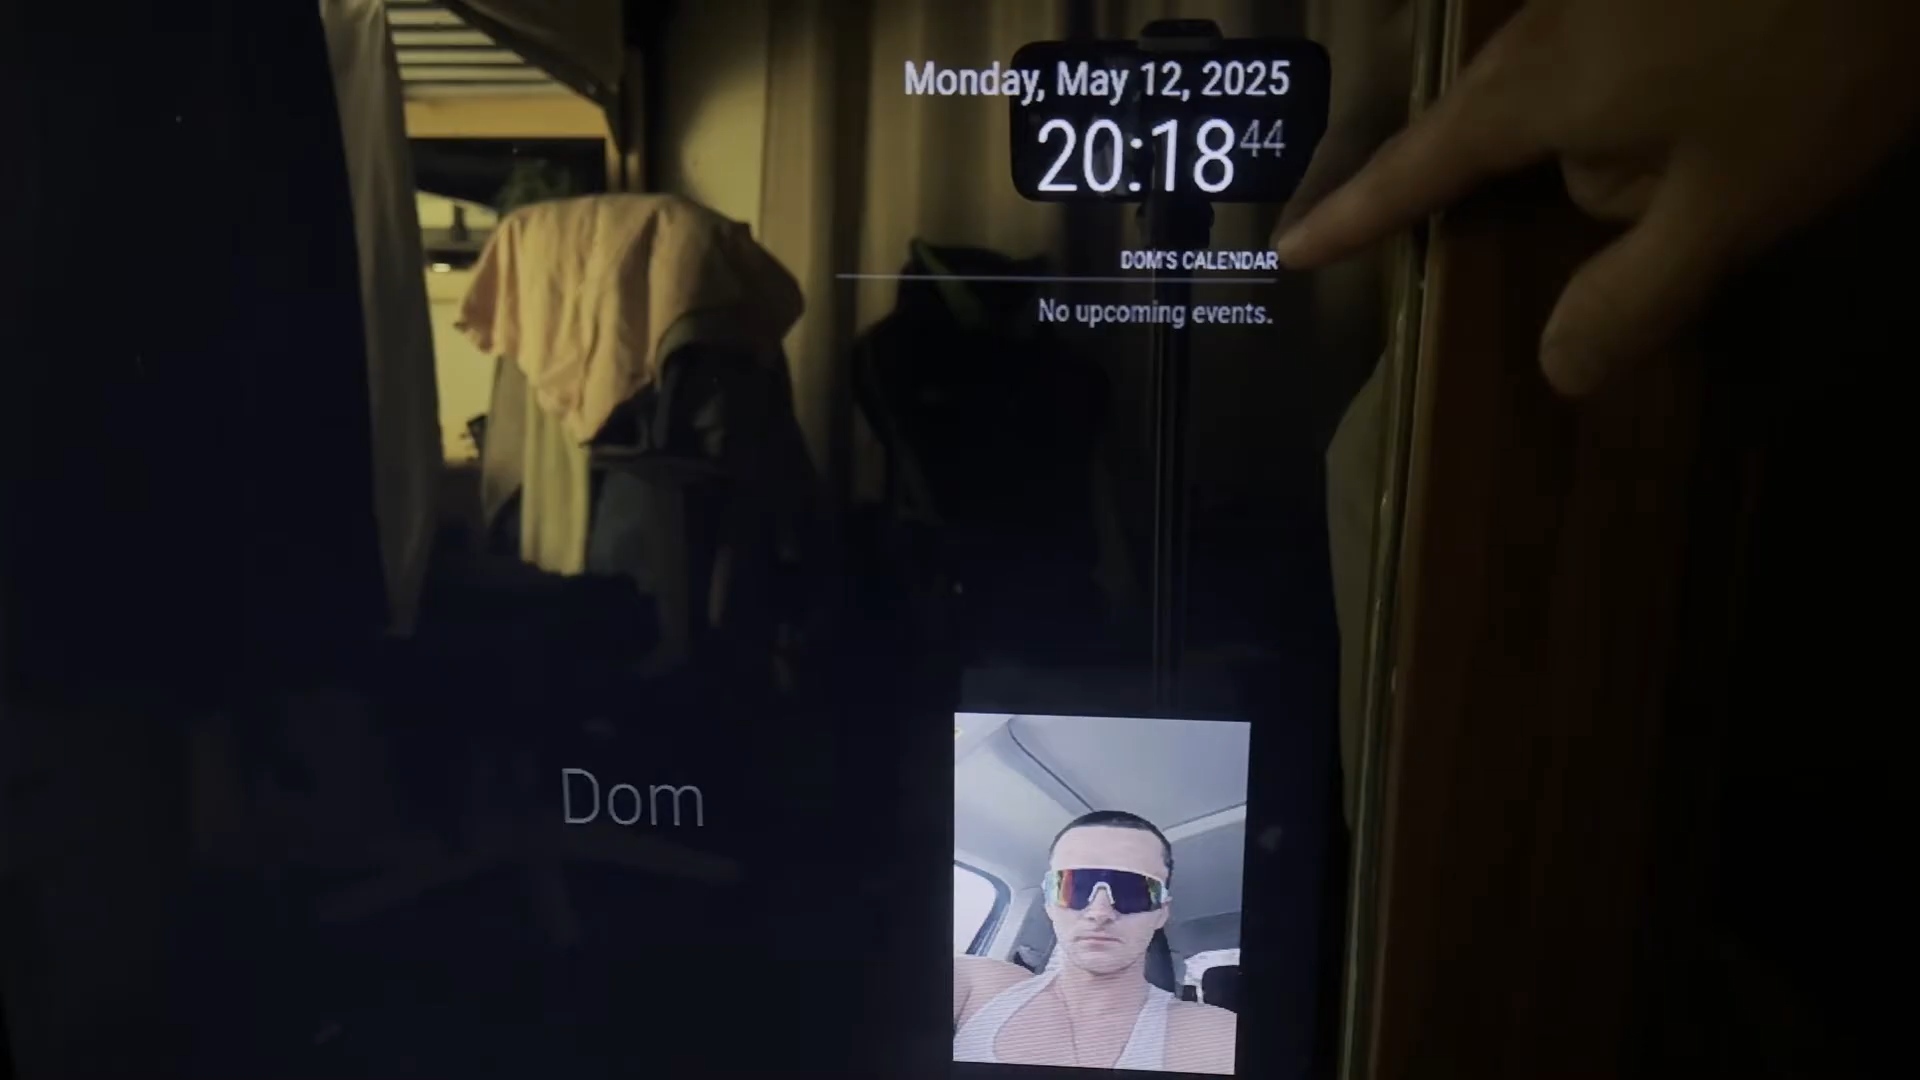 Monday, May 12, 2025
20:18 44
DOM'S CALENDAR
No upcoming events.
Dom